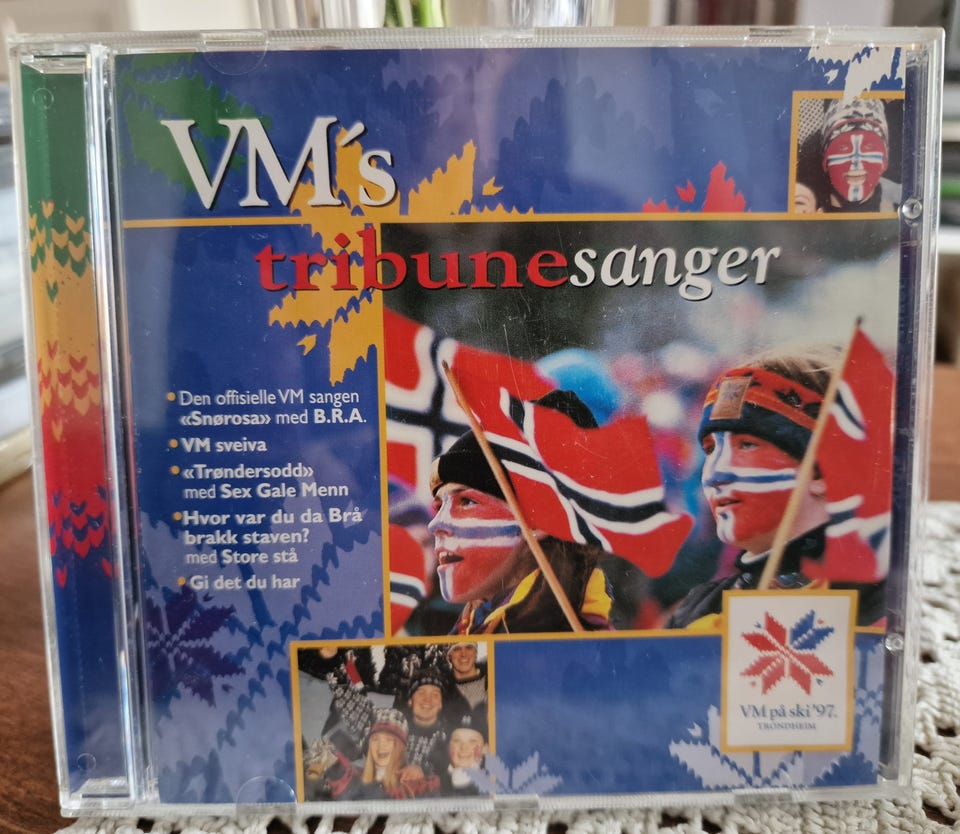 VM´s
tribunesanger
•Den offisielle VM sangen
«Snørosa» med B.R.A.
•VM sveiva
•«Trøndersodd»
med Sex Gale Menn
•Hvor var du da Brå
brakk staven?
med Store stå
•Gi det du har
VM på ski '97.
TRONDHEIM